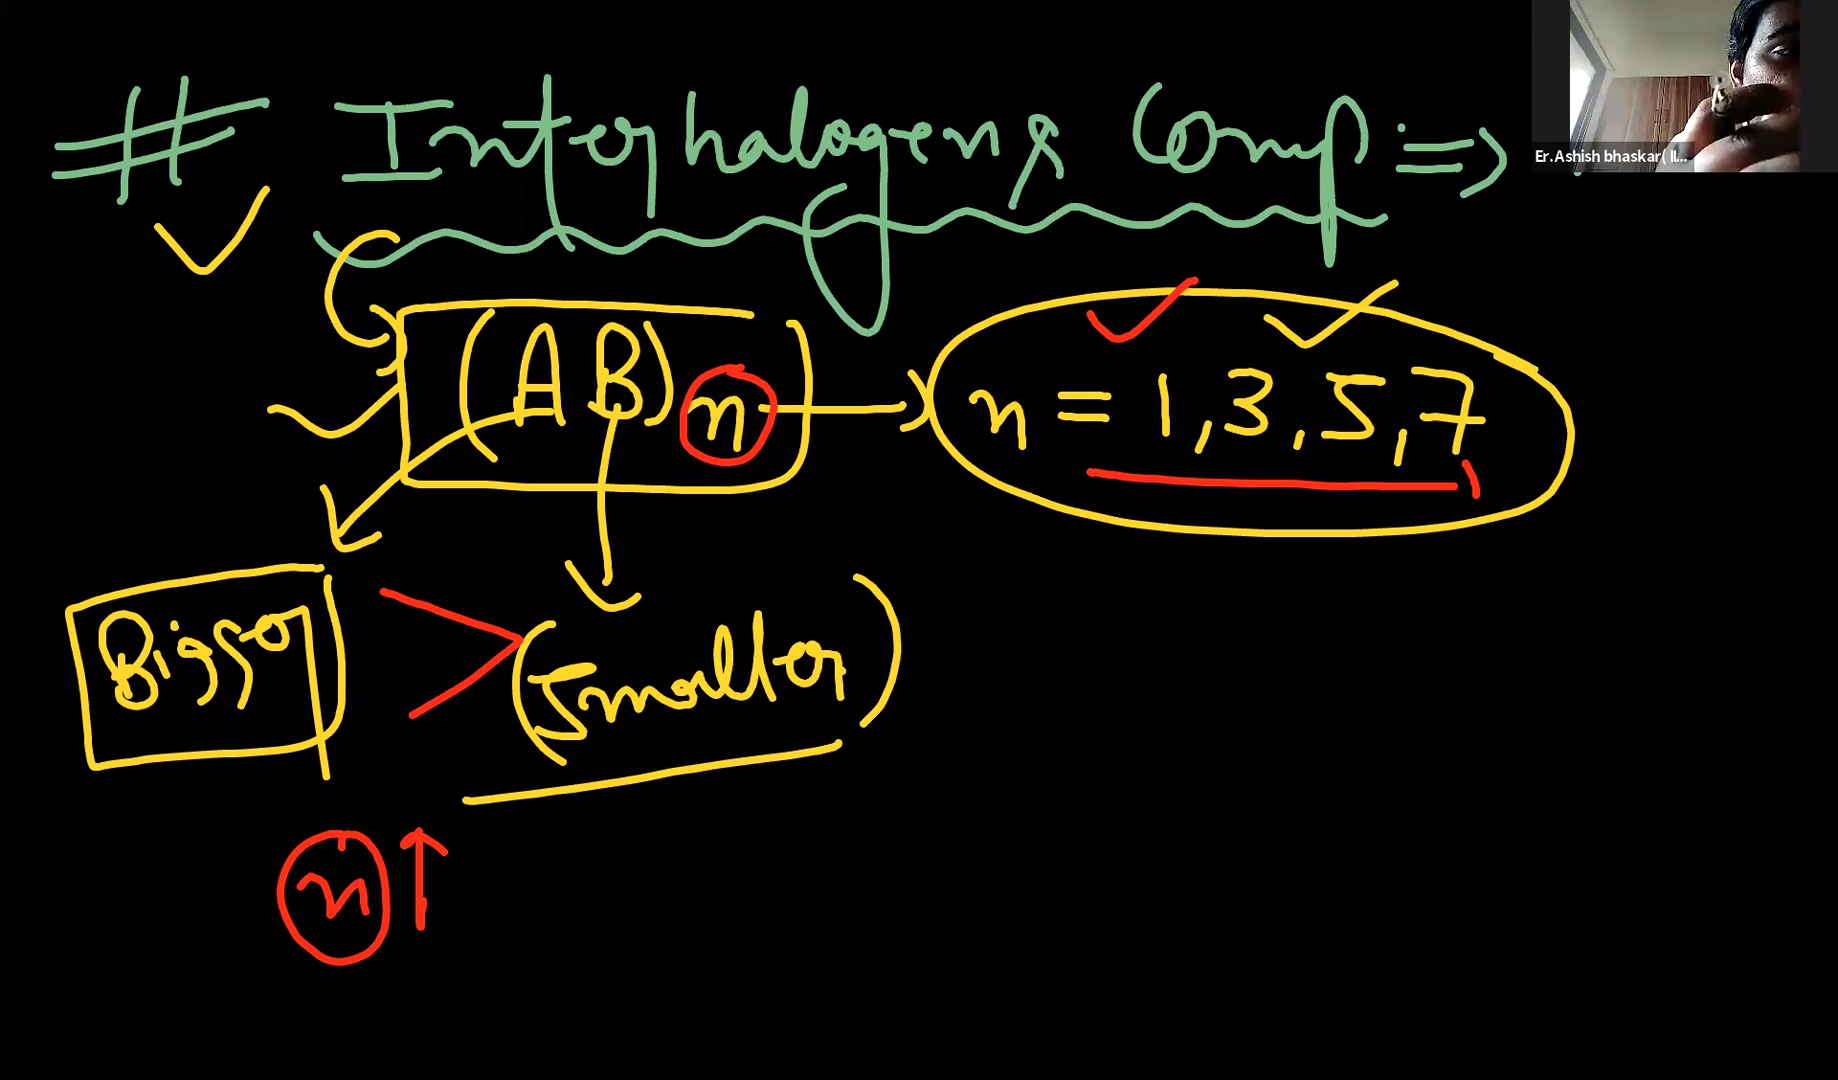 # Interhalogens Comp =>
Er.Ashish bhaskar( II...
(AB)n → n = 1,3,5,7
Bigger > (Smaller)
n ↑